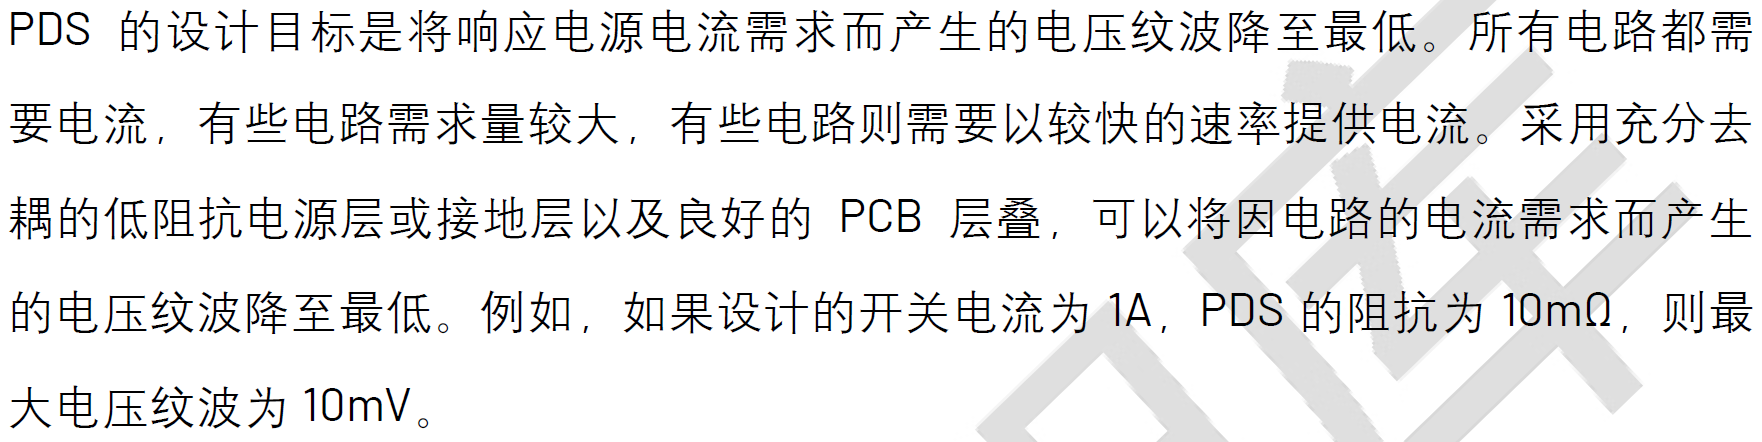 PDS 的设计目标是将响应电源电流需求而产生的电压纹波降至最低。所有电路都需
要电流，有些电路需求量较大，有些电路则需要以较快的速率提供电流。采用充分去
耦的低阻抗电源层或接地层以及良好的 PCB 层叠，可以将因电路的电流需求而产生
的电压纹波降至最低。例如，如果设计的开关电流为 1A，PDS 的阻抗为 10mΩ，则最
大电压纹波为 10mV。